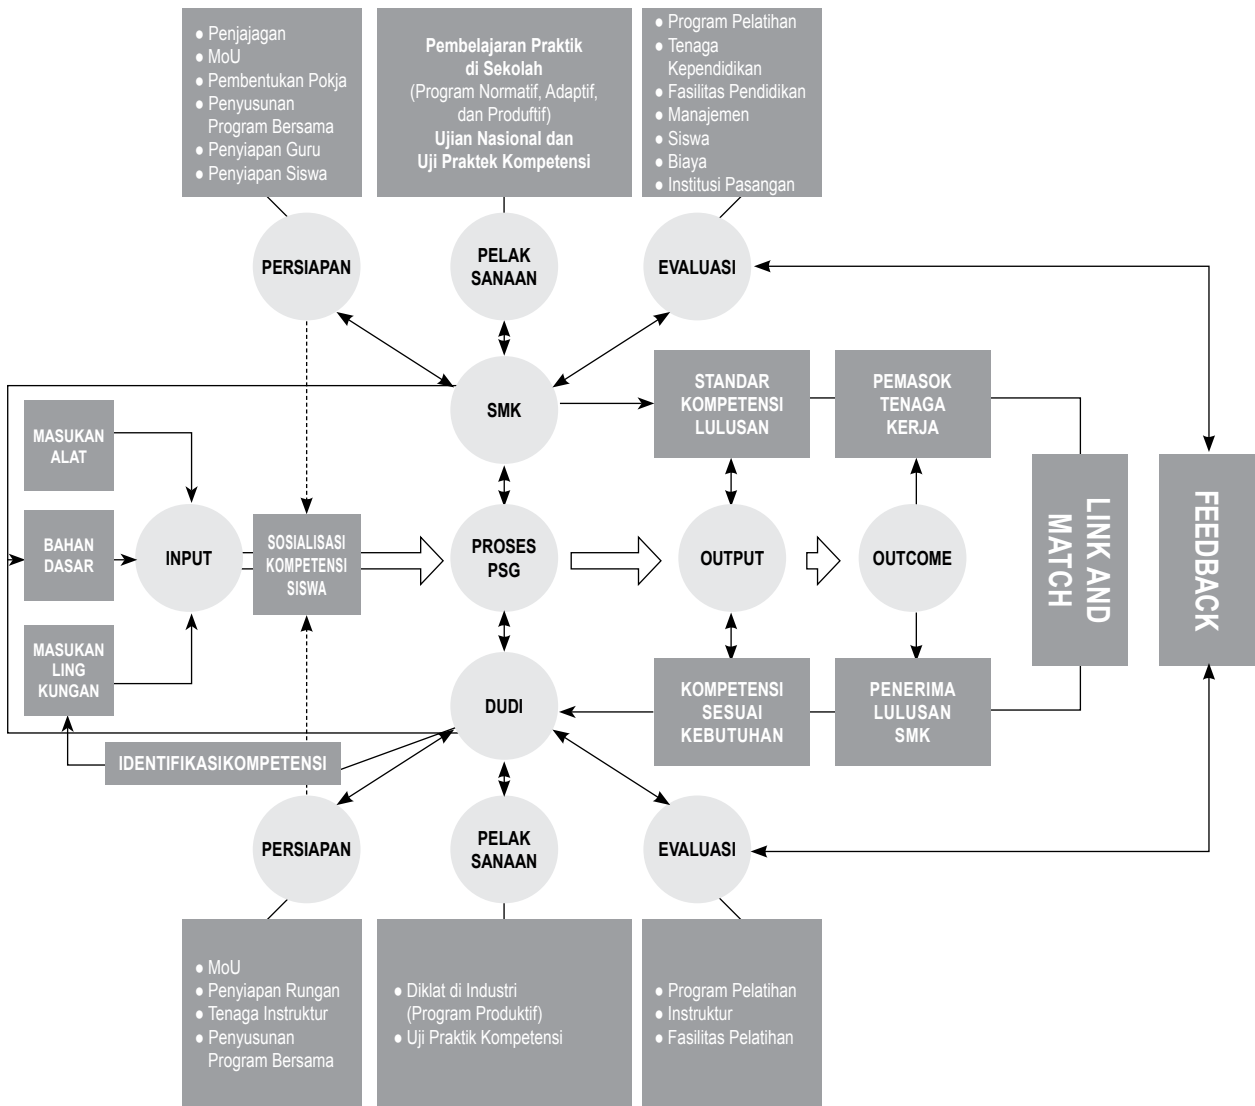 ● Penjajagan
● MoU
● Pembentukan Pokja
● Penyusunan
Program Bersama
● Penyiapan Guru
● Penyiapan Siswa
Pembelajaran Praktik
di Sekolah
(Program Normatif, Adaptif,
dan Produftif)
Ujian Nasional dan
Uji Praktek Kompetensi
● Program Pelatihan
● Tenaga
Kependidikan
● Fasilitas Pendidikan
● Manajemen
● Siswa
● Biaya
● Institusi Pasangan
PERSIAPAN
PELAK
SANAAN
EVALUASI
SMK
STANDAR
KOMPETENSI
LULUSAN
PEMASOK
TENAGA
KERJA
MASUKAN
ALAT
BAHAN
DASAR
MASUKAN
LING
KUNGAN
INPUT
SOSIALISASI
KOMPETENSI
SISWA
PROSES
PSG
OUTPUT
OUTCOME
LINK AND
MATCH
FEEDBACK
DUDI
KOMPETENSI
SESUAI
KEBUTUHAN
PENERIMA
LULUSAN
SMK
IDENTIFIKASIKOMPETENSI
PERSIAPAN
PELAK
SANAAN
EVALUASI
● MoU
● Penyiapan Rungan
● Tenaga Instruktur
● Penyusunan
Program Bersama
● Diklat di Industri
(Program Produktif)
● Uji Praktik Kompetensi
● Program Pelatihan
● Instruktur
● Fasilitas Pelatihan